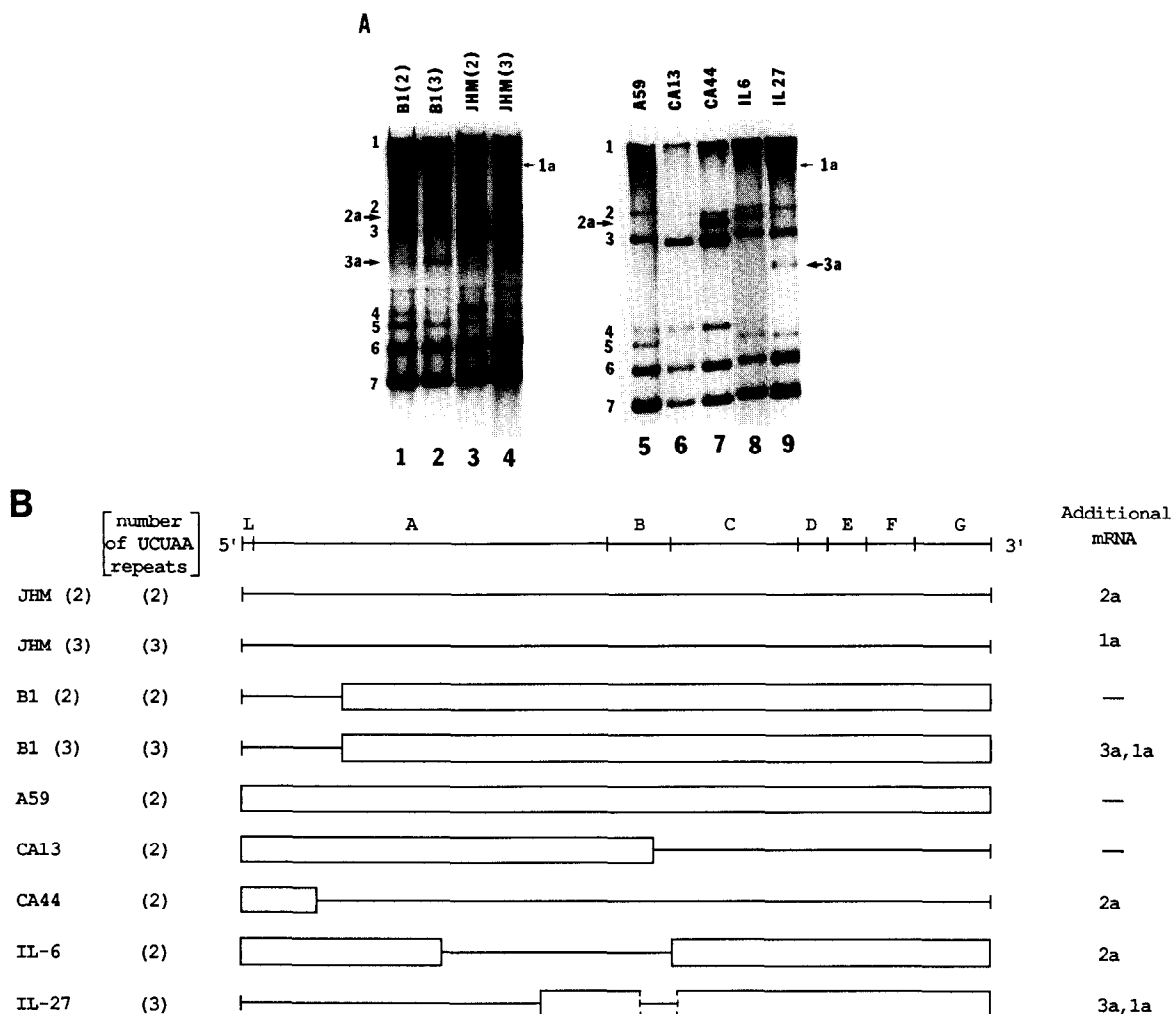 A
B1(2) B1(3) JHM(2) JHM(3)
A59 CA13 CA44 IL6 IL27
1
1a
2
2a
3
3a
4
5
6
7
1 2 3 4
1
1a
2
2a
3
3a
4
5
6
7
5 6 7 8 9
B
number of UCUAA repeats
L A B C D E F G
5' 3'
Additional mRNA
JHM (2) (2) 2a
JHM (3) (3) 1a
B1 (2) (2) —
B1 (3) (3) 3a,1a
A59 (2) —
CA13 (2) —
CA44 (2) 2a
IL-6 (2) 2a
IL-27 (3) 3a,1a